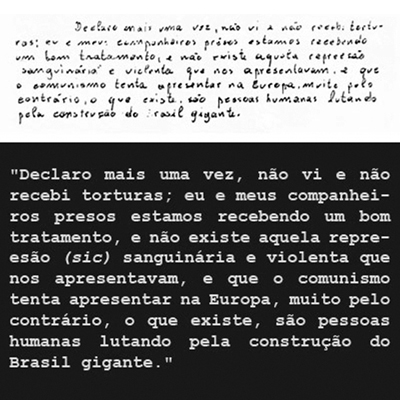 Declaro mais uma vez, não vi e não recebi tortu-
ras; eu e meus companheiros prêsos estamos recebendo
um bom tratamento, e não existe aquela repreesão
sanguinária e violenta que nos apresentavam, e que
o comunismo tenta apresentar na Europa, muito pelo
contrário, o que existe, são pessoas humanas lutando
pela construção do Brasil gigante.
"Declaro mais uma vez, não vi e não
recebi torturas; eu e meus companhei-
ros presos estamos recebendo um bom
tratamento, e não existe aquela repre-
esão (sic) sanguinária e violenta que
nos apresentavam, e que o comunismo
tenta apresentar na Europa, muito pelo
contrário, o que existe, são pessoas
humanas lutando pela construção do
Brasil gigante."